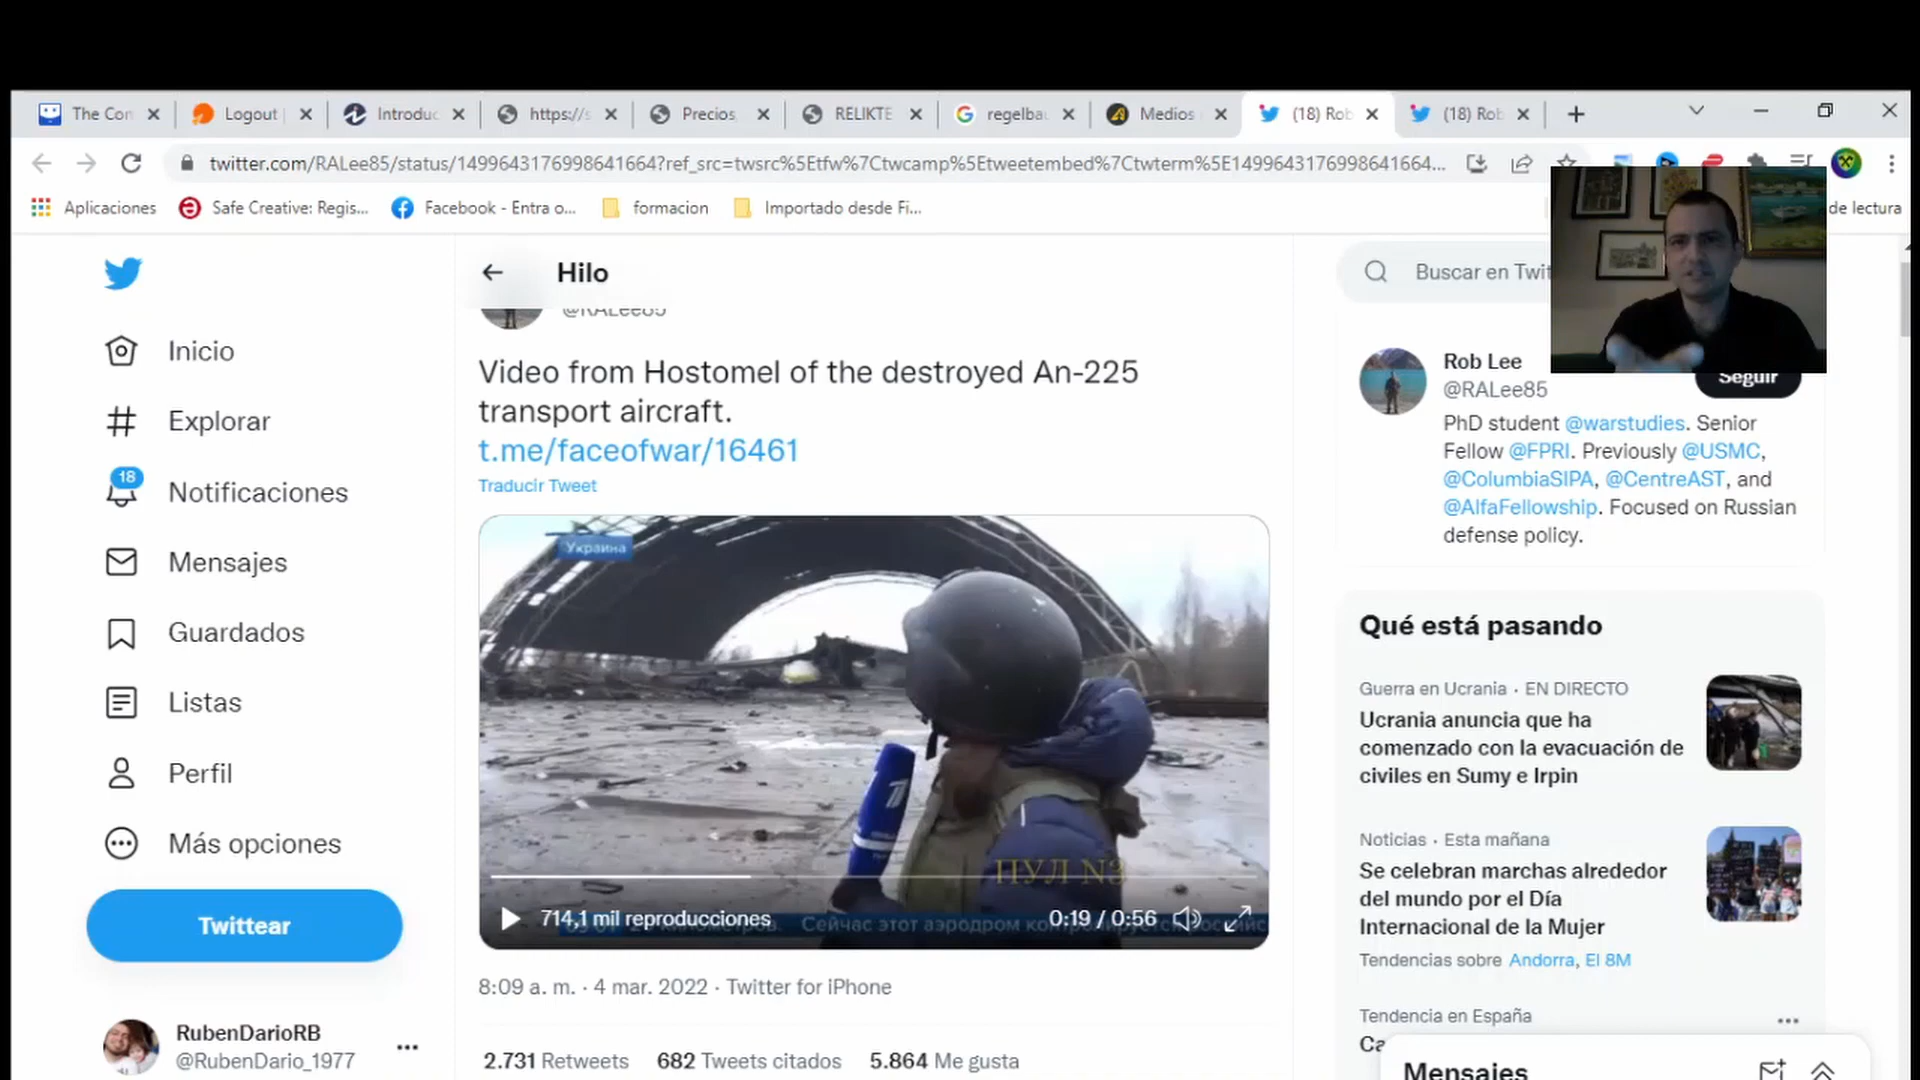 The Con
Logout
Introduc
https://s
Precios
RELIKTE
regelbau
Medios
(18) Rob
(18) Rob
twitter.com/RALee85/status/1499643176998641664?ref_src=twsrc%5Etfw%7Ctwcamp%5Etweetembed%7Ctwterm%5E1499643176998641664...
Aplicaciones
Safe Creative: Regis...
Facebook - Entra o...
formacion
Importado desde Fi...
de lectura
Hilo
@RALee85
Video from Hostomel of the destroyed An-225
transport aircraft.
t.me/faceofwar/16461
Traducir Tweet
Украина
ПУЛ N3
Сейчас этот аэродром
714,1 mil reproducciones
0:19 / 0:56
8:09 a. m. · 4 mar. 2022 · Twitter for iPhone
2.731 Retweets 682 Tweets citados 5.864 Me gusta
Inicio
Explorar
18
Notificaciones
Mensajes
Guardados
Listas
Perfil
Más opciones
Twittear
RubenDarioRB
@RubenDario_1977
Buscar en Twit
Rob Lee
@RALee85
Seguir
PhD student @warstudies. Senior
Fellow @FPRI. Previously @USMC,
@ColumbiaSIPA, @CentreAST, and
@AlfaFellowship. Focused on Russian
defense policy.
Qué está pasando
Guerra en Ucrania · EN DIRECTO
Ucrania anuncia que ha
comenzado con la evacuación de
civiles en Sumy e Irpin
Noticias · Esta mañana
Se celebran marchas alrededor
del mundo por el Día
Internacional de la Mujer
Tendencias sobre Andorra, El 8M
Tendencia en España
Ca
Mensajes